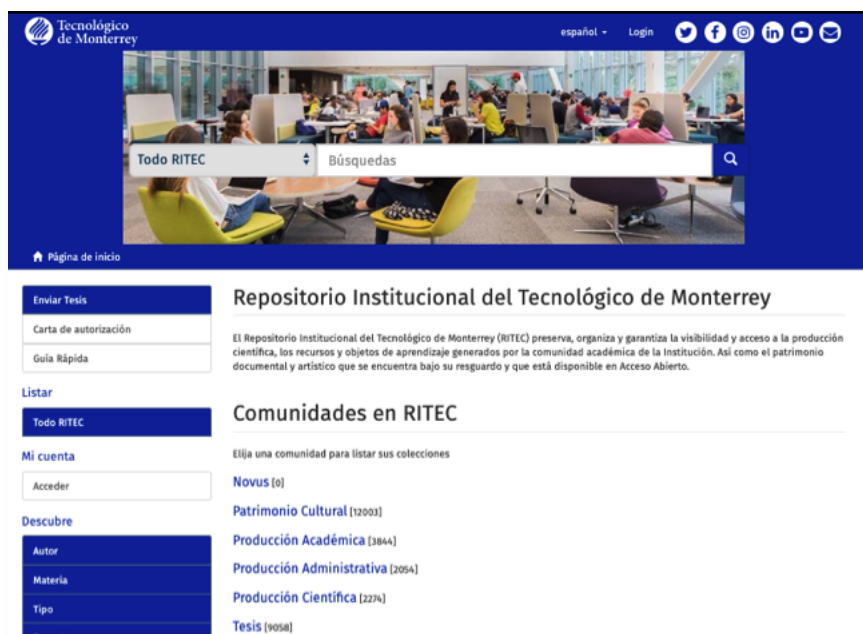 Tecnológico
de Monterrey
español
Login
Todo RITEC
Búsquedas
Página de inicio
Enviar Tesis
Carta de autorización
Guía Rápida
Listar
Todo RITEC
Mi cuenta
Acceder
Descubre
Autor
Materia
Tipo
Repositorio Institucional del Tecnológico de Monterrey
El Repositorio Institucional del Tecnológico de Monterrey (RITEC) preserva, organiza y garantiza la visibilidad y acceso a la producción
científica, los recursos y objetos de aprendizaje generados por la comunidad académica de la Institución. Así como el patrimonio
documental y artístico que se encuentra bajo su resguardo y que está disponible en Acceso Abierto.
Comunidades en RITEC
Elija una comunidad para listar sus colecciones
Novus [0]
Patrimonio Cultural [12003]
Producción Académica [3844]
Producción Administrativa [2054]
Producción Científica [2274]
Tesis [9058]